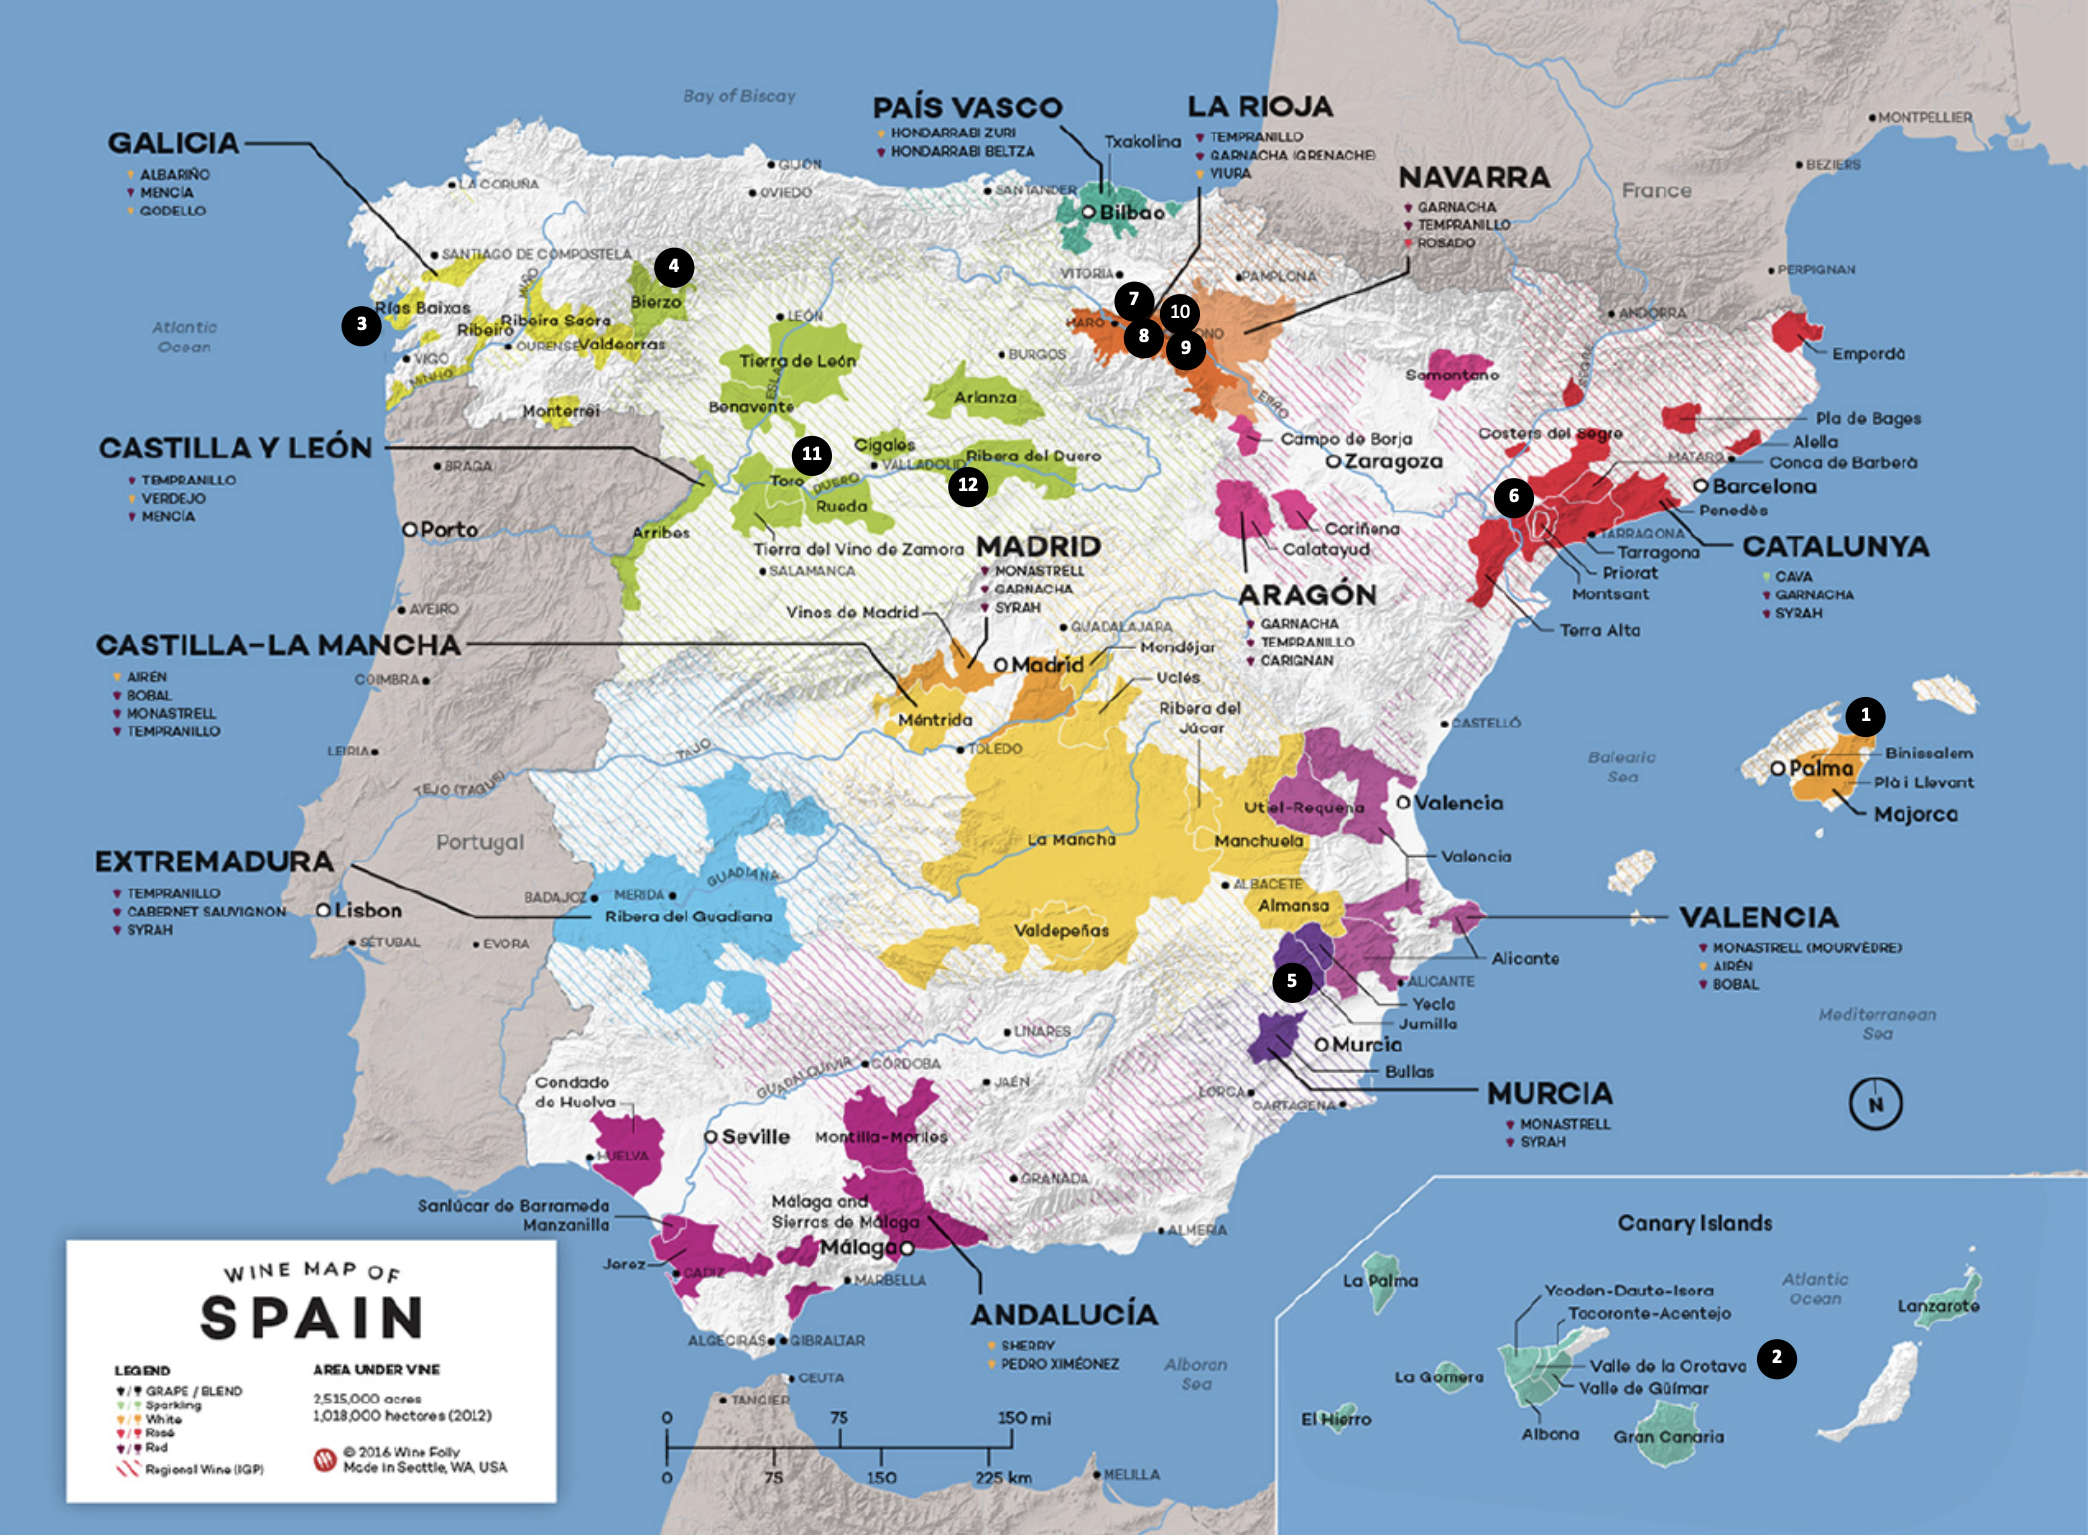 Bay of Biscay
GALICIA
ALBARIÑO
MENCÍA
GODELLO
PAÍS VASCO
HONDARRABI ZURI
HONDARRABI BELTZA
Txakolina
LA RIOJA
TEMPRANILLO
GARNACHA (GRENACHE)
VIURA
NAVARRA
GARNACHA
TEMPRANILLO
ROSADO
France
MONTPELLIER
BEZIERS
PERPIGNAN
ANDORRA
LA CORUÑA
GIJÓN
OVIEDO
SANTANDER
Bilbao
SANTIAGO DE COMPOSTELA
VITORIA
PAMPLONA
4
Bierzo
3
Rías Baixas
Ribeiro
Ribeira Sacra
Valdeorras
MIÑO
OURENSE
VIGO
MINHO
Monterrei
Atlantic
Ocean
LEÓN
BURGOS
HARO
7
10
8
9
ONO
Tierra de León
ESLA
Benavente
Arlanza
Somontano
SEGRE
EBRO
Empordà
Pla de Bages
Alella
MATARO
Conca de Barberà
Barcelona
Penedès
Costers del Segre
CASTILLA Y LEÓN
TEMPRANILLO
VERDEJO
MENCÍA
BRAGA
Porto
11
Cigales
VALLADOLID
Ribera del Duero
12
Toro
DUERO
Rueda
Arribes
Tierra del Vino de Zamora
SALAMANCA
Campo de Borja
Zaragoza
Cariñena
Calatayud
6
TARRAGONA
Tarragona
Priorat
Montsant
Terra Alta
CATALUNYA
CAVA
GARNACHA
SYRAH
MADRID
MONASTRELL
GARNACHA
SYRAH
Vinos de Madrid
GUADALAJARA
ARAGÓN
GARNACHA
TEMPRANILLO
CARIGNAN
AVEIRO
CASTILLA–LA MANCHA
AIRÉN
BOBAL
MONASTRELL
TEMPRANILLO
COIMBRA
LEIRIA
Madrid
Mondéjar
Uclés
Ribera del
Júcar
Méntrida
TOLEDO
TAJO
TEJO (TAGUS)
CASTELLÓ
Balearic
Sea
1
Binissalem
Palma
Plà i Llevant
Majorca
Portugal
Utiel-Requena
Valencia
La Mancha
Manchuela
Valencia
EXTREMADURA
TEMPRANILLO
CABERNET SAUVIGNON
SYRAH
Lisbon
SETUBAL
EVORA
BADAJOZ
MERIDA
GUADIANA
Ribera del Guadiana
ALBACETE
Almansa
Valdepeñas
VALENCIA
MONASTRELL (MOURVÈDRE)
AIRÉN
BOBAL
Alicante
5
ALICANTE
Yecla
Jumilla
Mediterranean
Sea
LINARES
Murcia
Bullas
GUADALQUIVIR
CÓRDOBA
JAÉN
LORCA
CARTAGENA
MURCIA
MONASTRELL
SYRAH
N
Condado
de Huelva
Seville
Montilla-Moriles
HUELVA
GRANADA
Sanlúcar de Barrameda
Manzanilla
Málaga and
Sierras de Málaga
Málaga
Jerez
CADIZ
MARBELLA
ALMERIA
ALGECIRAS
GIBRALTAR
ANDALUCÍA
SHERRY
PEDRO XIMÉONEZ
Alboran
Sea
CEUTA
TANGIER
MELILLA
0
75
150 mi
0
75
150
225 km
WINE MAP OF
SPAIN
LEGEND
GRAPE / BLEND
Sparkling
White
Rosé
Red
Regional Wine (IGP)
AREA UNDER VINE
2,515,000 acres
1,018,000 hectares (2012)
© 2016 Wine Folly
Made in Seattle, WA, USA
Canary Islands
La Palma
Ycoden-Daute-Isora
Tacoronte-Acentejo
Atlantic
Ocean
Lanzarote
2
Valle de la Orotava
Valle de Güímar
La Gomera
El Hierro
Abona
Gran Canaria